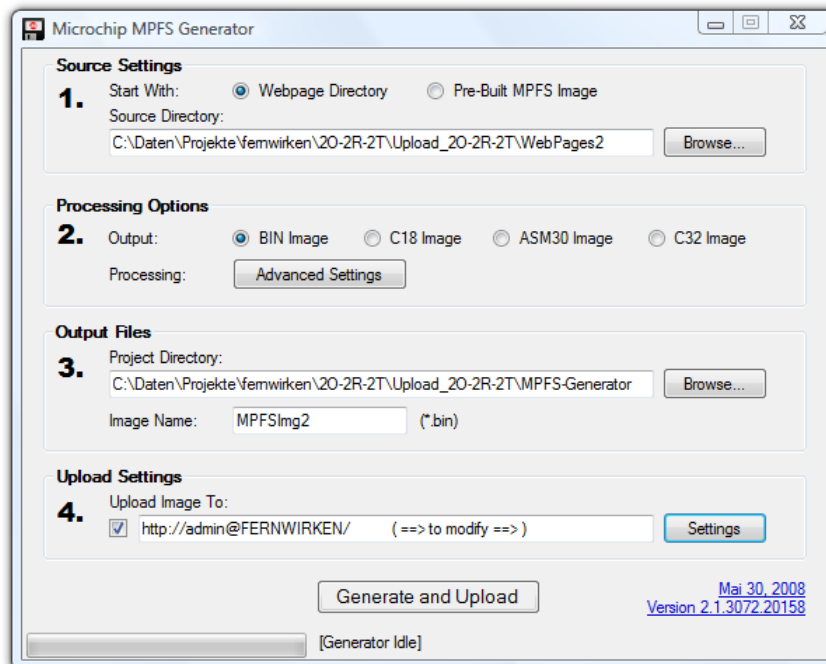 Microchip MPFS Generator
Source Settings
1. Start With: Webpage Directory Pre-Built MPFS Image
Source Directory:
C:\Daten\Projekte\fernwirken\2O-2R-2T\Upload_2O-2R-2T\WebPages2 Browse...
Processing Options
2. Output: BIN Image C18 Image ASM30 Image C32 Image
Processing: Advanced Settings
Output Files
3. Project Directory:
C:\Daten\Projekte\fernwirken\2O-2R-2T\Upload_2O-2R-2T\MPFS-Generator Browse...
Image Name: MPFSImg2 (*.bin)
Upload Settings
4. Upload Image To:
http://admin@FERNWIRKEN/ ( ==> to modify ==> ) Settings
Generate and Upload
Mai 30, 2008
Version 2.1.3072.20158
[Generator Idle]